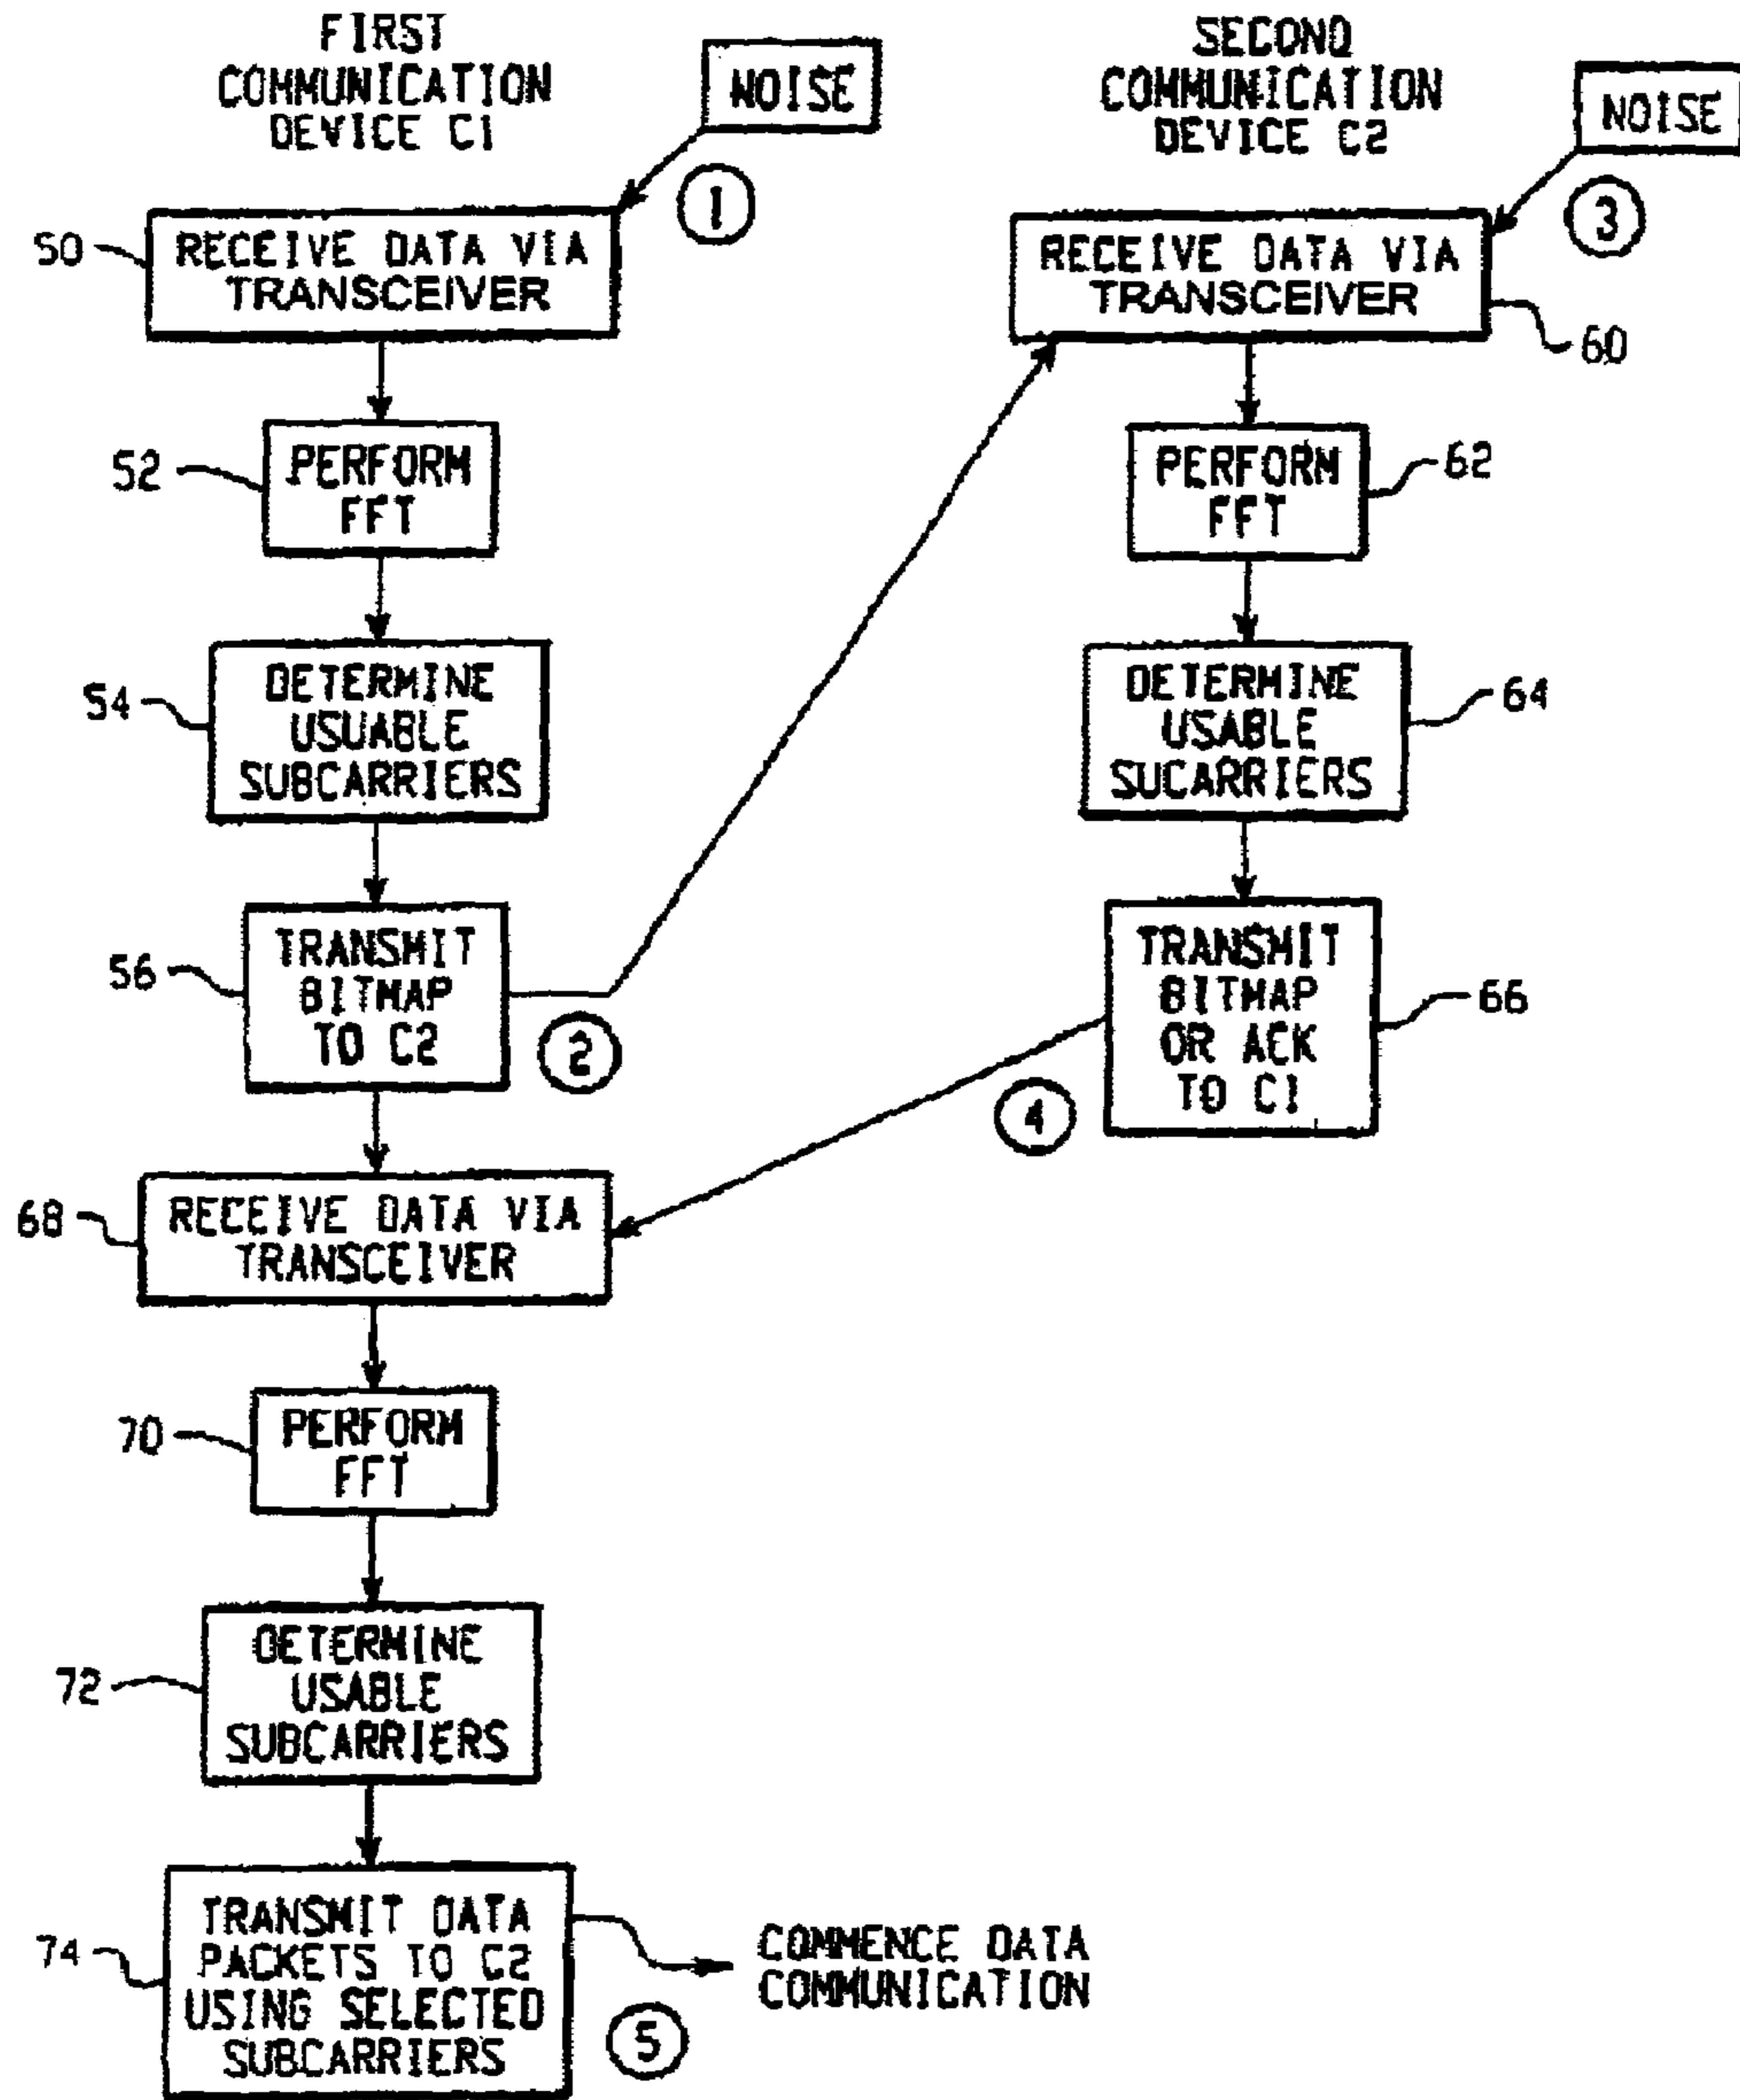 FIRST
COMMUNICATION
DEVICE C1
NOISE
1
50
RECEIVE DATA VIA
TRANSCEIVER
52
PERFORM
FFT
54
DETERMINE
USUABLE
SUBCARRIERS
56
TRANSMIT
BITMAP
TO C2
2
68
RECEIVE DATA VIA
TRANSCEIVER
70
PERFORM
FFT
72
DETERMINE
USABLE
SUBCARRIERS
74
TRANSMIT DATA
PACKETS TO C2
USING SELECTED
SUBCARRIERS
5
COMMENCE DATA
COMMUNICATION
SECOND
COMMUNICATION
DEVICE C2
NOISE
3
RECEIVE DATA VIA
TRANSCEIVER
60
PERFORM
FFT
62
DETERMINE
USABLE
SUCARRIERS
64
TRANSMIT
BITMAP
OR ACK
TO C1
66
4